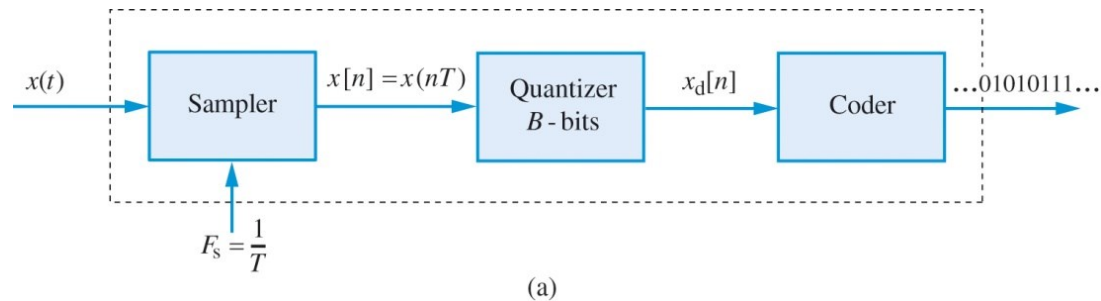 x(t)
Sampler
x[n] = x(nT)
Quantizer
B - bits
x_d[n]
Coder
...01010111...
F_s = 1/T
(a)